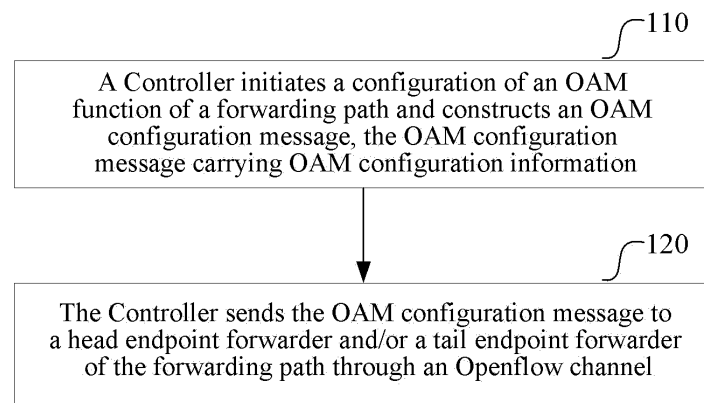 110
A Controller initiates a configuration of an OAM
function of a forwarding path and constructs an OAM
configuration message, the OAM configuration
message carrying OAM configuration information
120
The Controller sends the OAM configuration message to
a head endpoint forwarder and/or a tail endpoint forwarder
of the forwarding path through an Openflow channel